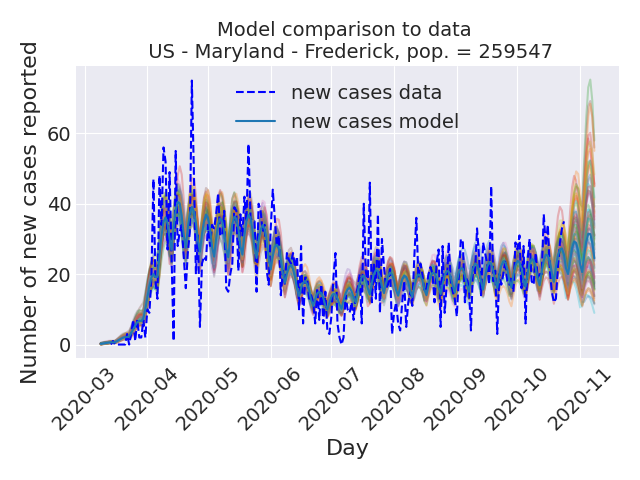 Model comparison to data
US - Maryland - Frederick, pop. = 259547
Number of new cases reported
60
40
20
0
new cases data
new cases model
2020-03
2020-04
2020-05
2020-06
2020-07
2020-08
2020-09
2020-10
2020-11
Day